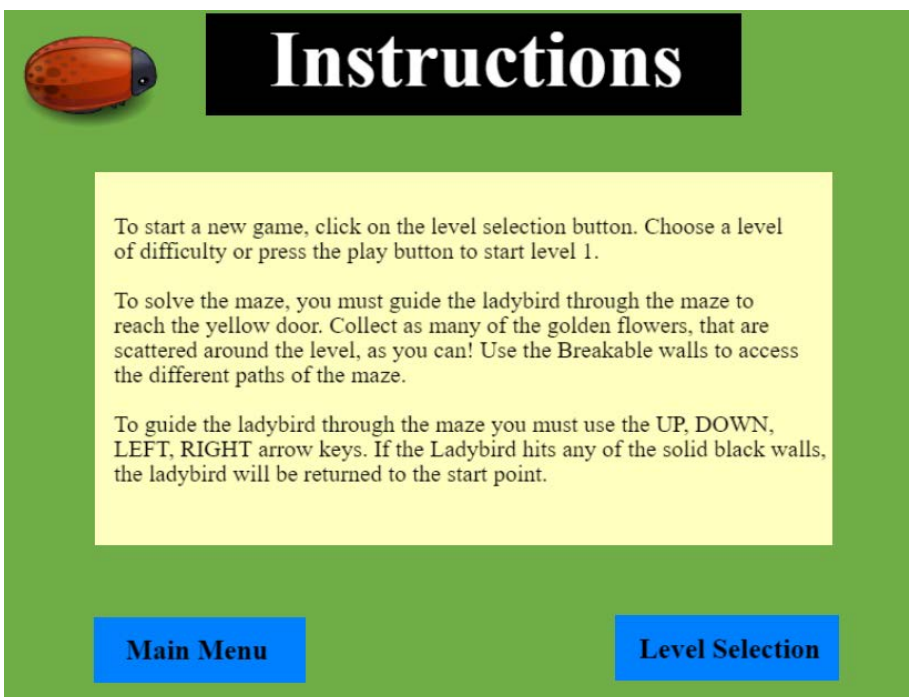 Instructions
To start a new game, click on the level selection button. Choose a level
of difficulty or press the play button to start level 1.
To solve the maze, you must guide the ladybird through the maze to
reach the yellow door. Collect as many of the golden flowers, that are
scattered around the level, as you can! Use the Breakable walls to access
the different paths of the maze.
To guide the ladybird through the maze you must use the UP, DOWN,
LEFT, RIGHT arrow keys. If the Ladybird hits any of the solid black walls,
the ladybird will be returned to the start point.
Main Menu
Level Selection